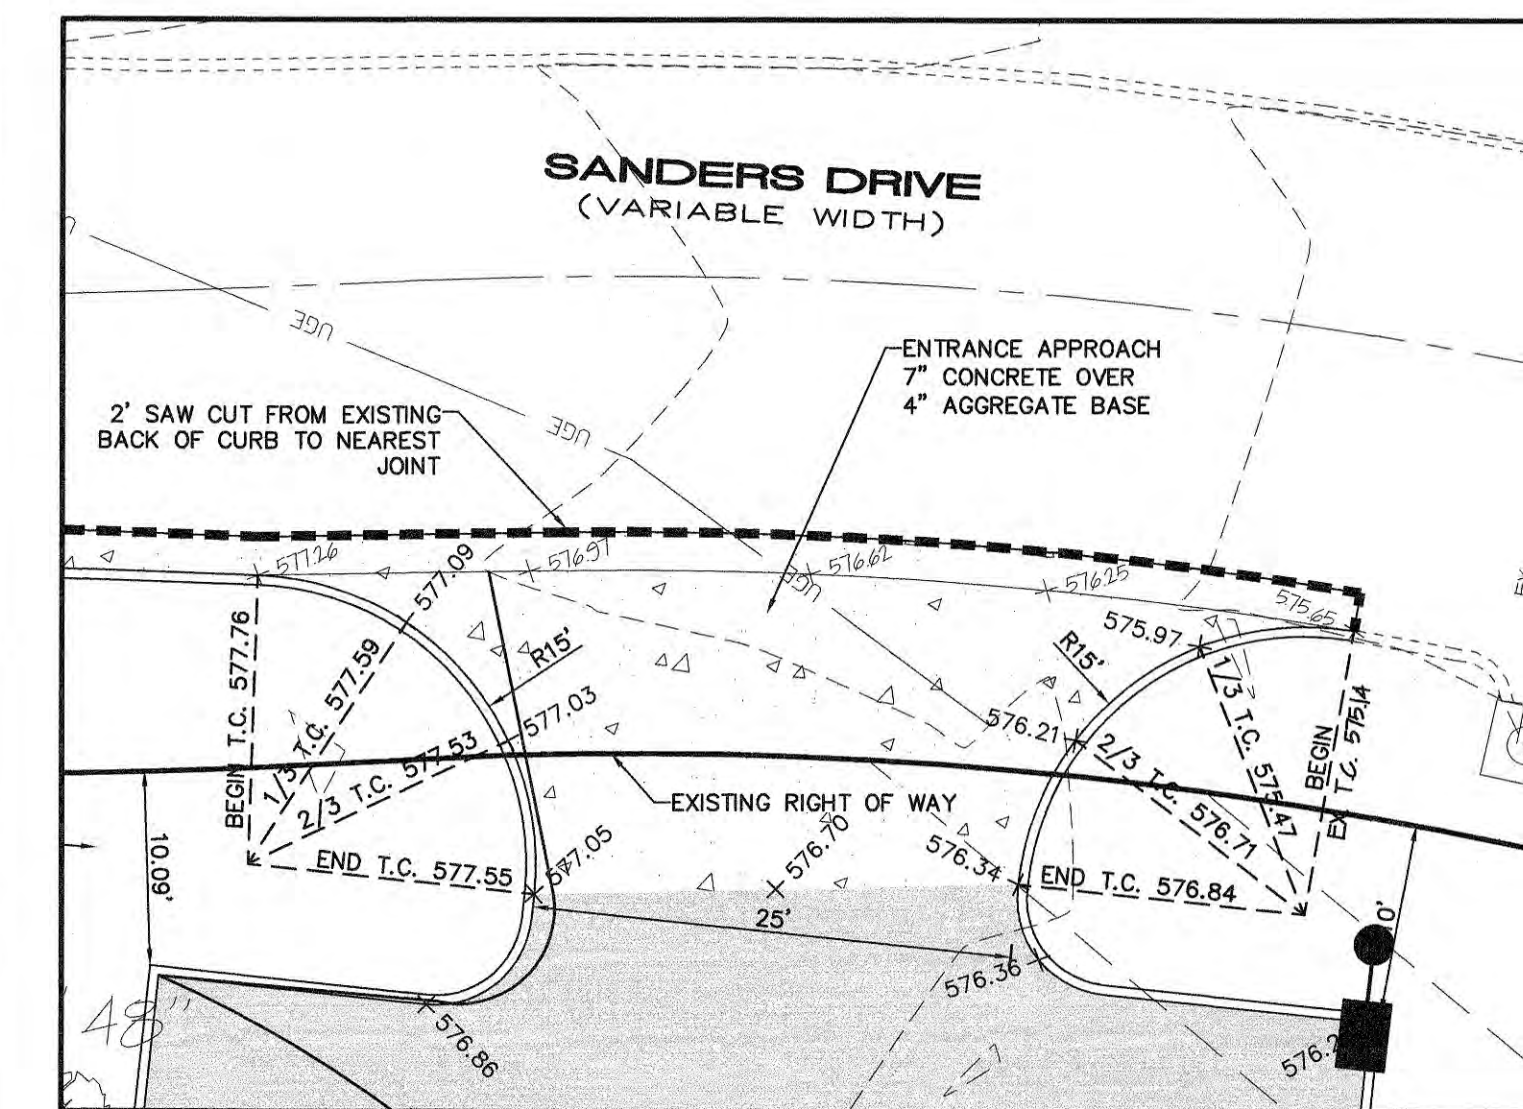 SANDERS DRIVE
(VARIABLE WIDTH)
UGE
ENTRANCE APPROACH
7" CONCRETE OVER
4" AGGREGATE BASE
2' SAW CUT FROM EXISTING
BACK OF CURB TO NEAREST
JOINT
UGE
577.26
577.09
576.97
576.62
UGE
576.25
575.65
BEGIN T.C. 577.76
1/3 T.C. 577.59
2/3 T.C. 577.53
END T.C. 577.55
R15'
577.03
577.05
R15'
575.97
576.21
1/3 T.C. 575.47
2/3 T.C. 576.71
BEGIN
EX. T.C. 575.14
EXISTING RIGHT OF WAY
10.09'
576.70
576.34
END T.C. 576.84
25'
576.36
48"
576.86